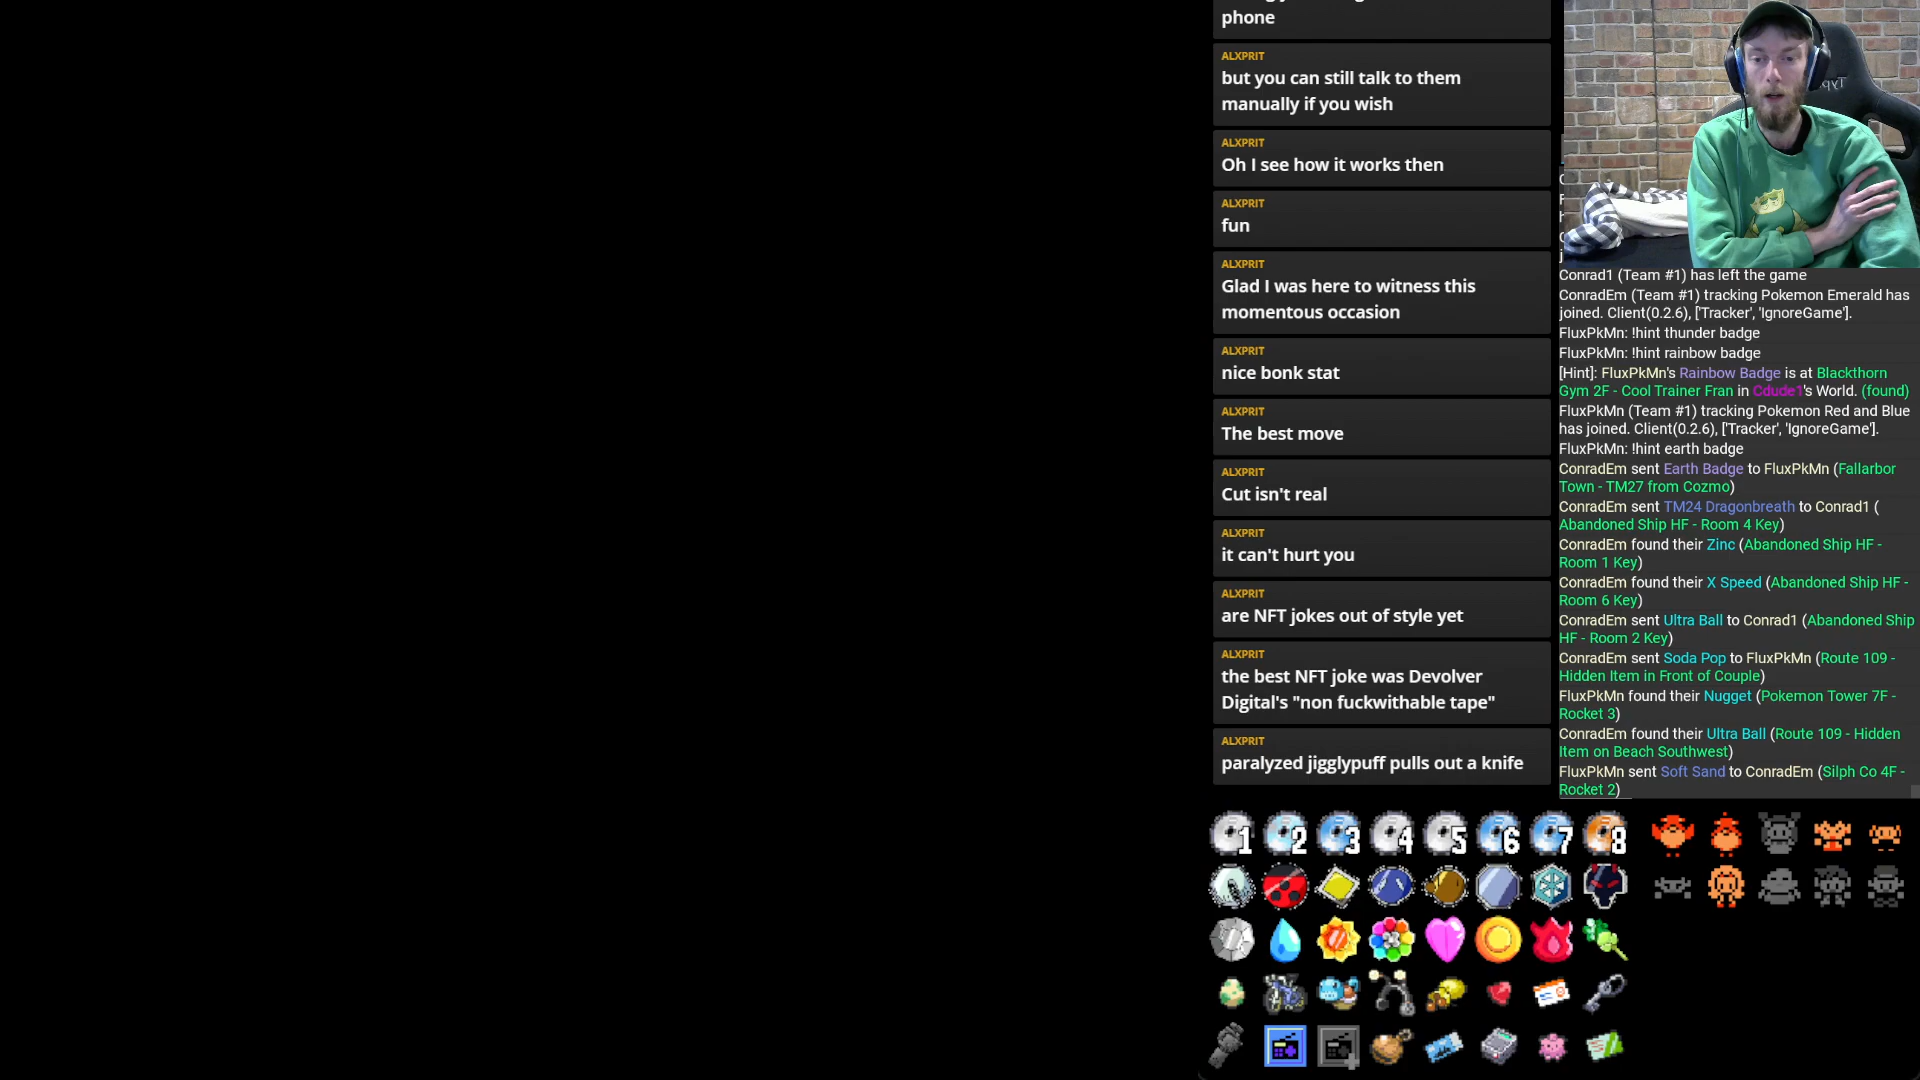 phone
ALXPRIT
but you can still talk to them
manually if you wish
ALXPRIT
Oh I see how it works then
ALXPRIT
fun
ALXPRIT
Glad I was here to witness this
momentous occasion
ALXPRIT
nice bonk stat
ALXPRIT
The best move
ALXPRIT
Cut isn't real
ALXPRIT
it can't hurt you
ALXPRIT
are NFT jokes out of style yet
ALXPRIT
the best NFT joke was Devolver
Digital's "non fuckwithable tape"
ALXPRIT
paralyzed jigglypuff pulls out a knife
Conrad1 (Team #1) has left the game
ConradEm (Team #1) tracking Pokemon Emerald has
joined. Client(0.2.6), ['Tracker', 'IgnoreGame'].
FluxPkMn: !hint thunder badge
FluxPkMn: !hint rainbow badge
[Hint]: FluxPkMn's Rainbow Badge is at Blackthorn
Gym 2F - Cool Trainer Fran in Cdude1's World. (found)
FluxPkMn (Team #1) tracking Pokemon Red and Blue
has joined. Client(0.2.6), ['Tracker', 'IgnoreGame'].
FluxPkMn: !hint earth badge
ConradEm sent Earth Badge to FluxPkMn (Fallarbor
Town - TM27 from Cozmo)
ConradEm sent TM24 Dragonbreath to Conrad1 (
Abandoned Ship HF - Room 4 Key)
ConradEm found their Zinc (Abandoned Ship HF -
Room 1 Key)
ConradEm found their X Speed (Abandoned Ship HF -
Room 6 Key)
ConradEm sent Ultra Ball to Conrad1 (Abandoned Ship
HF - Room 2 Key)
ConradEm sent Soda Pop to FluxPkMn (Route 109 -
Hidden Item in Front of Couple)
FluxPkMn found their Nugget (Pokemon Tower 7F -
Rocket 3)
ConradEm found their Ultra Ball (Route 109 - Hidden
Item on Beach Southwest)
FluxPkMn sent Soft Sand to ConradEm (Silph Co 4F -
Rocket 2)
1 2 3 4 5 6 7 8